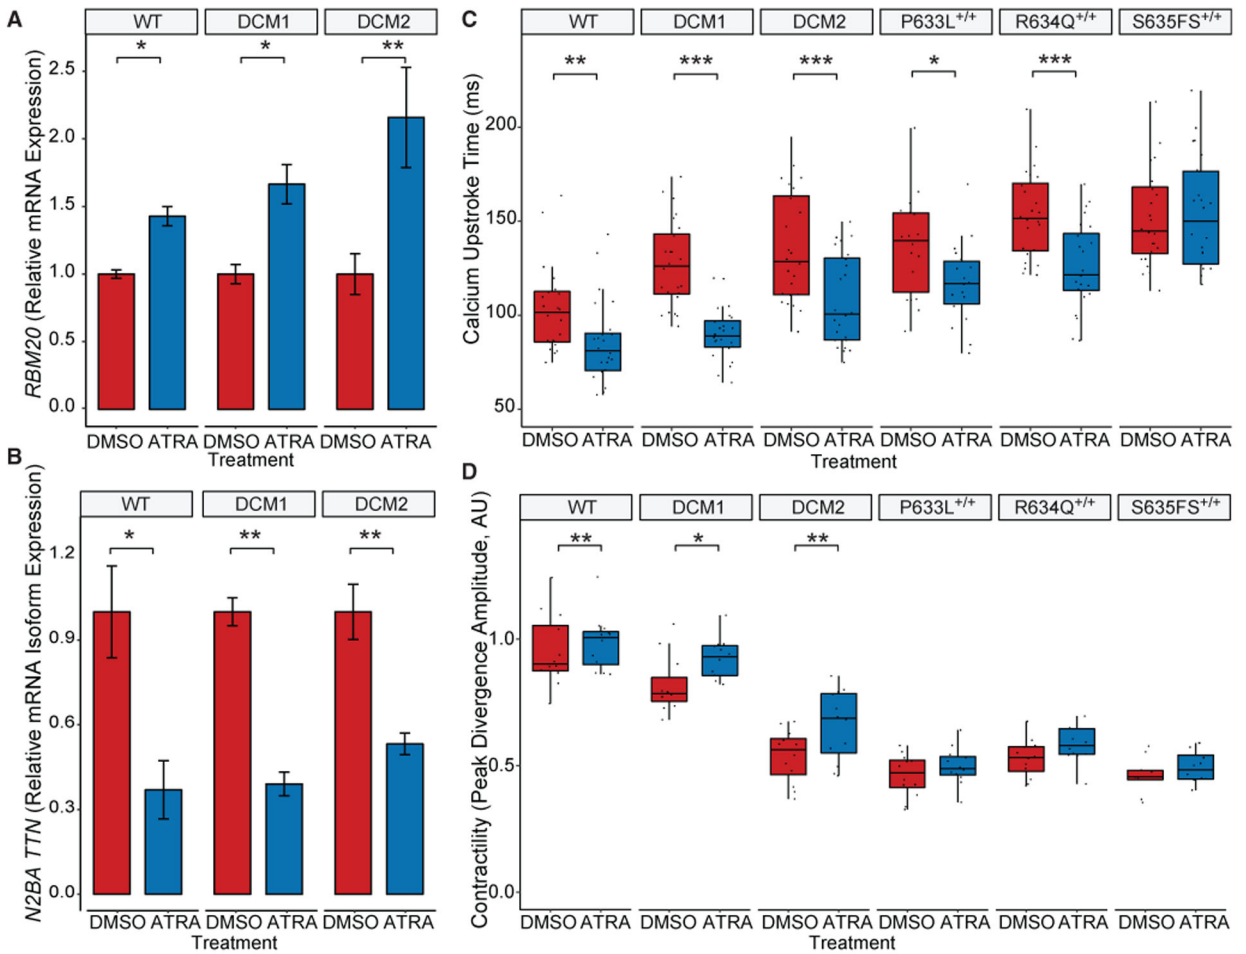 A
WT DCM1 DCM2
* * **
RBM20 (Relative mRNA Expression)
2.5
2.0
1.5
1.0
0.5
0.0
DMSO ATRA DMSO ATRA DMSO ATRA
Treatment
B
WT DCM1 DCM2
* ** **
N2BA TTN (Relative mRNA Isoform Expression)
1.2
0.9
0.6
0.3
0.0
DMSO ATRA DMSO ATRA DMSO ATRA
Treatment
C
WT DCM1 DCM2 P633L+/+ R634Q+/+ S635FS+/+
** *** *** * ***
Calcium Upstroke Time (ms)
200
150
100
50
DMSO ATRA DMSO ATRA DMSO ATRA DMSO ATRA DMSO ATRA DMSO ATRA
Treatment
D
WT DCM1 DCM2 P633L+/+ R634Q+/+ S635FS+/+
** * **
Contractility (Peak Divergence Amplitude, AU)
1.0
0.5
0.0
DMSO ATRA DMSO ATRA DMSO ATRA DMSO ATRA DMSO ATRA DMSO ATRA
Treatment